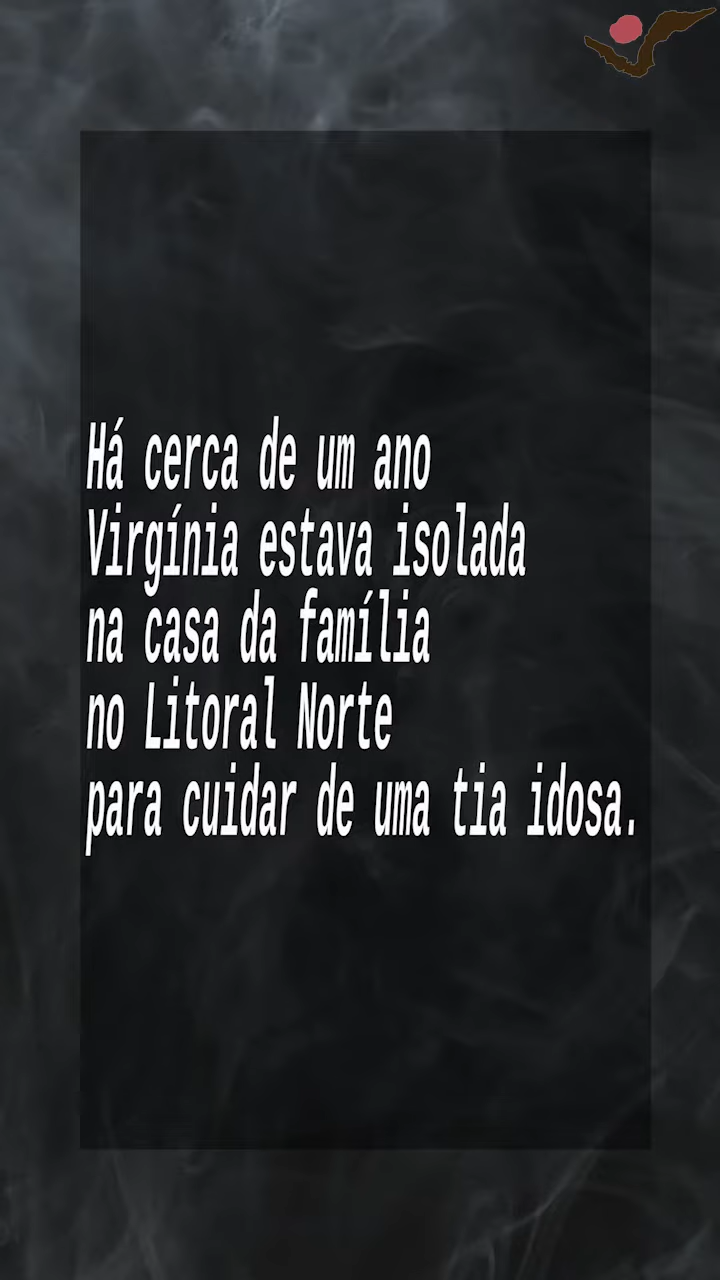 Há cerca de um ano
Virgínia estava isolada
na casa da família
no Litoral Norte
para cuidar de uma tia idosa.